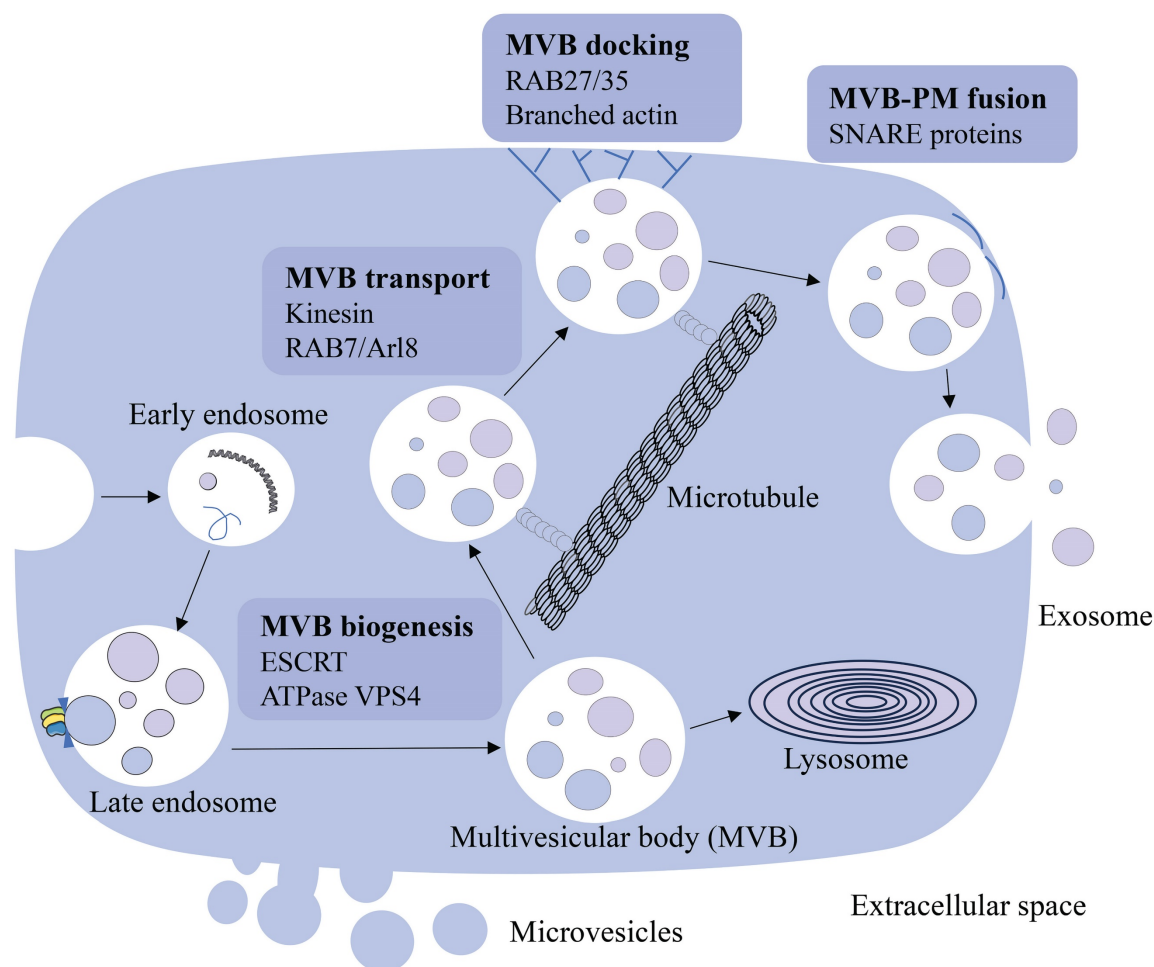 MVB docking
RAB27/35
Branched actin
MVB-PM fusion
SNARE proteins
MVB transport
Kinesin
RAB7/Arl8
Early endosome
Microtubule
Exosome
MVB biogenesis
ESCRT
ATPase VPS4
Lysosome
Late endosome
Multivesicular body (MVB)
Extracellular space
Microvesicles